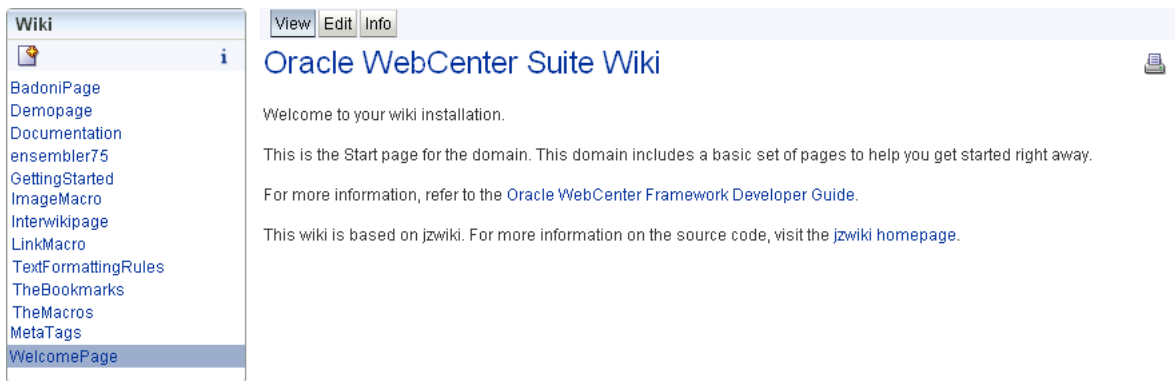 Wiki
i
BadoniPage
Demopage
Documentation
ensembler75
GettingStarted
ImageMacro
Interwikipage
LinkMacro
TextFormattingRules
TheBookmarks
TheMacros
MetaTags
WelcomePage
View Edit Info
Oracle WebCenter Suite Wiki
Welcome to your wiki installation.
This is the Start page for the domain. This domain includes a basic set of pages to help you get started right away.
For more information, refer to the Oracle WebCenter Framework Developer Guide.
This wiki is based on jzwiki. For more information on the source code, visit the jzwiki homepage.